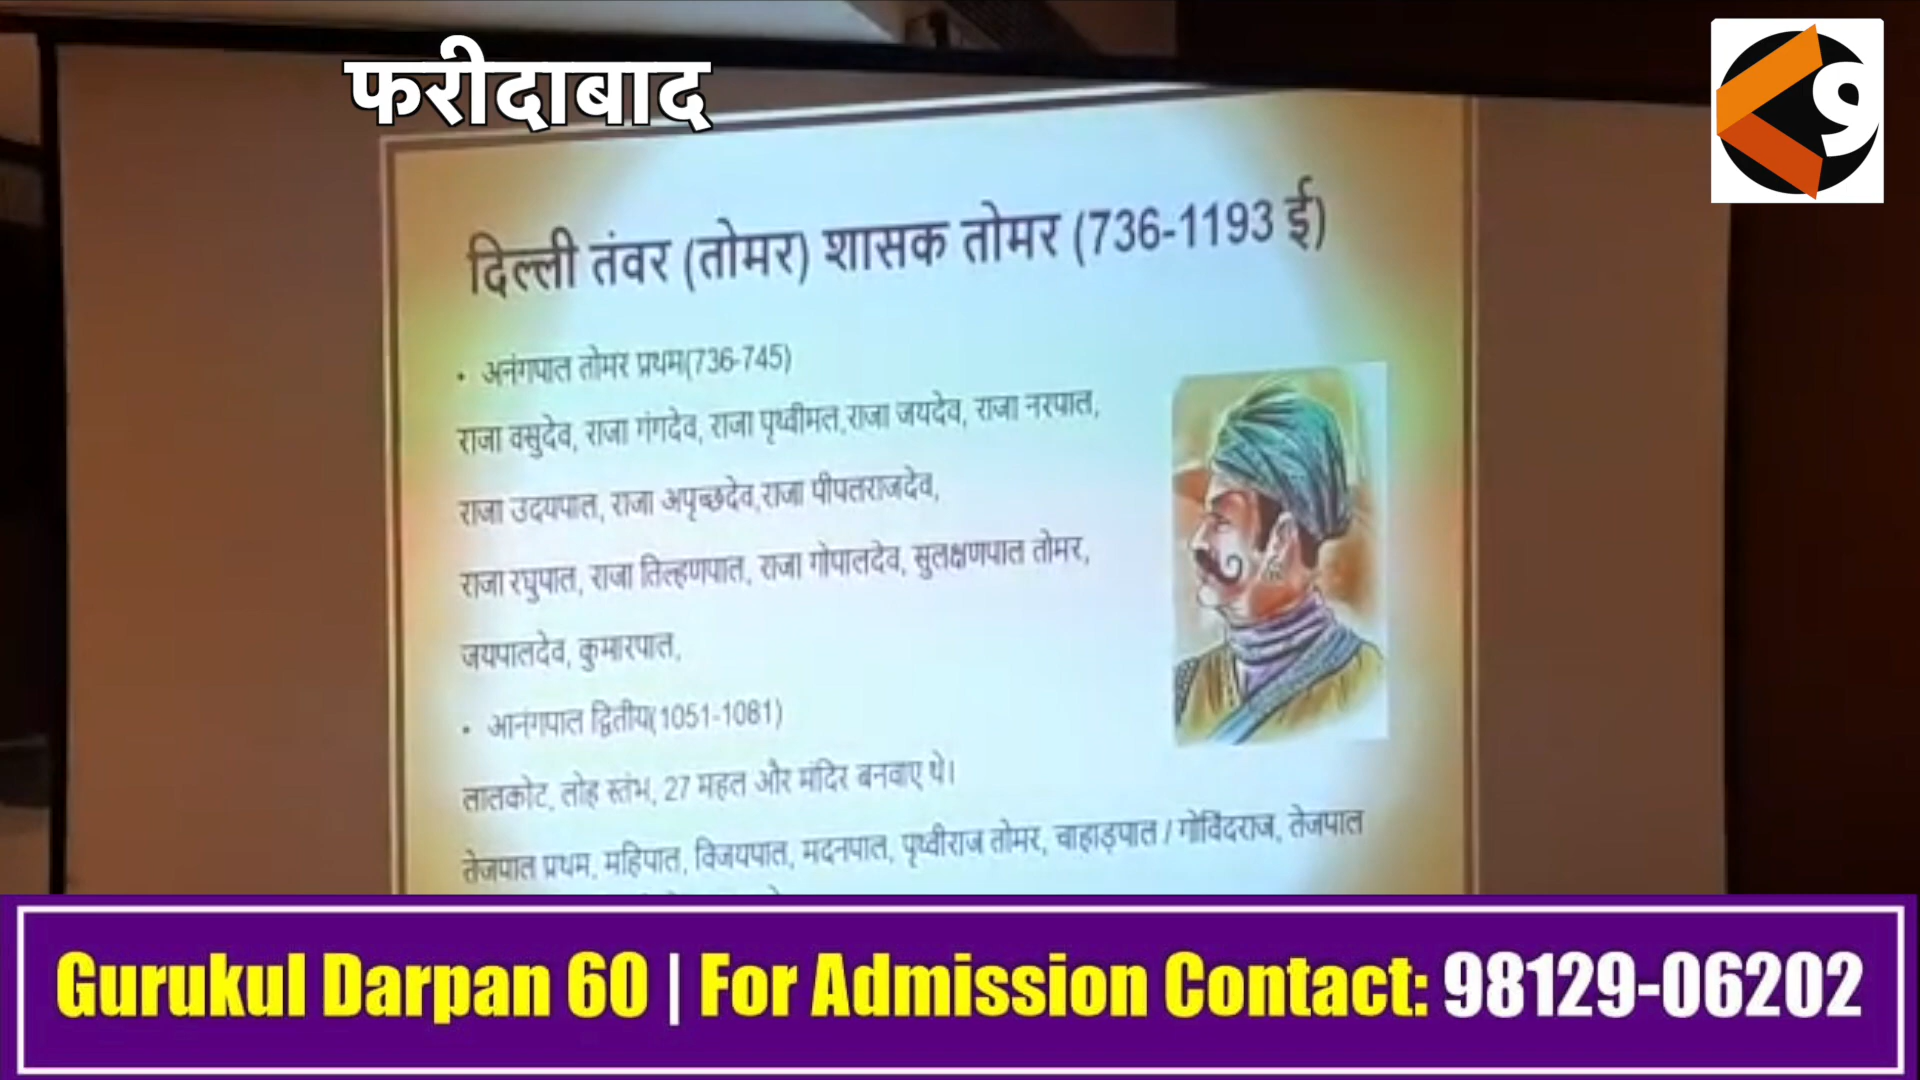 फरीदाबाद
9
दिल्ली तंवर (तोमर) शासक तोमर (736-1193 ई)
• अनंगपाल तोमर प्रथम(736-745)
राजा वसुदेव, राजा गंगदेव, राजा पृथ्वीमल,राजा जयदेव, राजा नरपाल,
राजा उदयपाल, राजा अपृच्छदेव,राजा पीपलराजदेव,
राजा रघुपाल, राजा तिल्हणपाल, राजा गोपालदेव, सुलक्षणपाल तोमर,
जयपालदेव, कुमारपाल,
• आनंगपाल द्वितीय(1051-1081)
लालकोट, लोह स्तंभ, 27 महल और मंदिर बनवाए थे।
तेजपाल प्रथम, महिपाल, विजयपाल, मदनपाल, पृथ्वीराज तोमर, चाहाड़पाल / गोविंदराज, तेजपाल
Gurukul Darpan 60 | For Admission Contact: 98129-06202